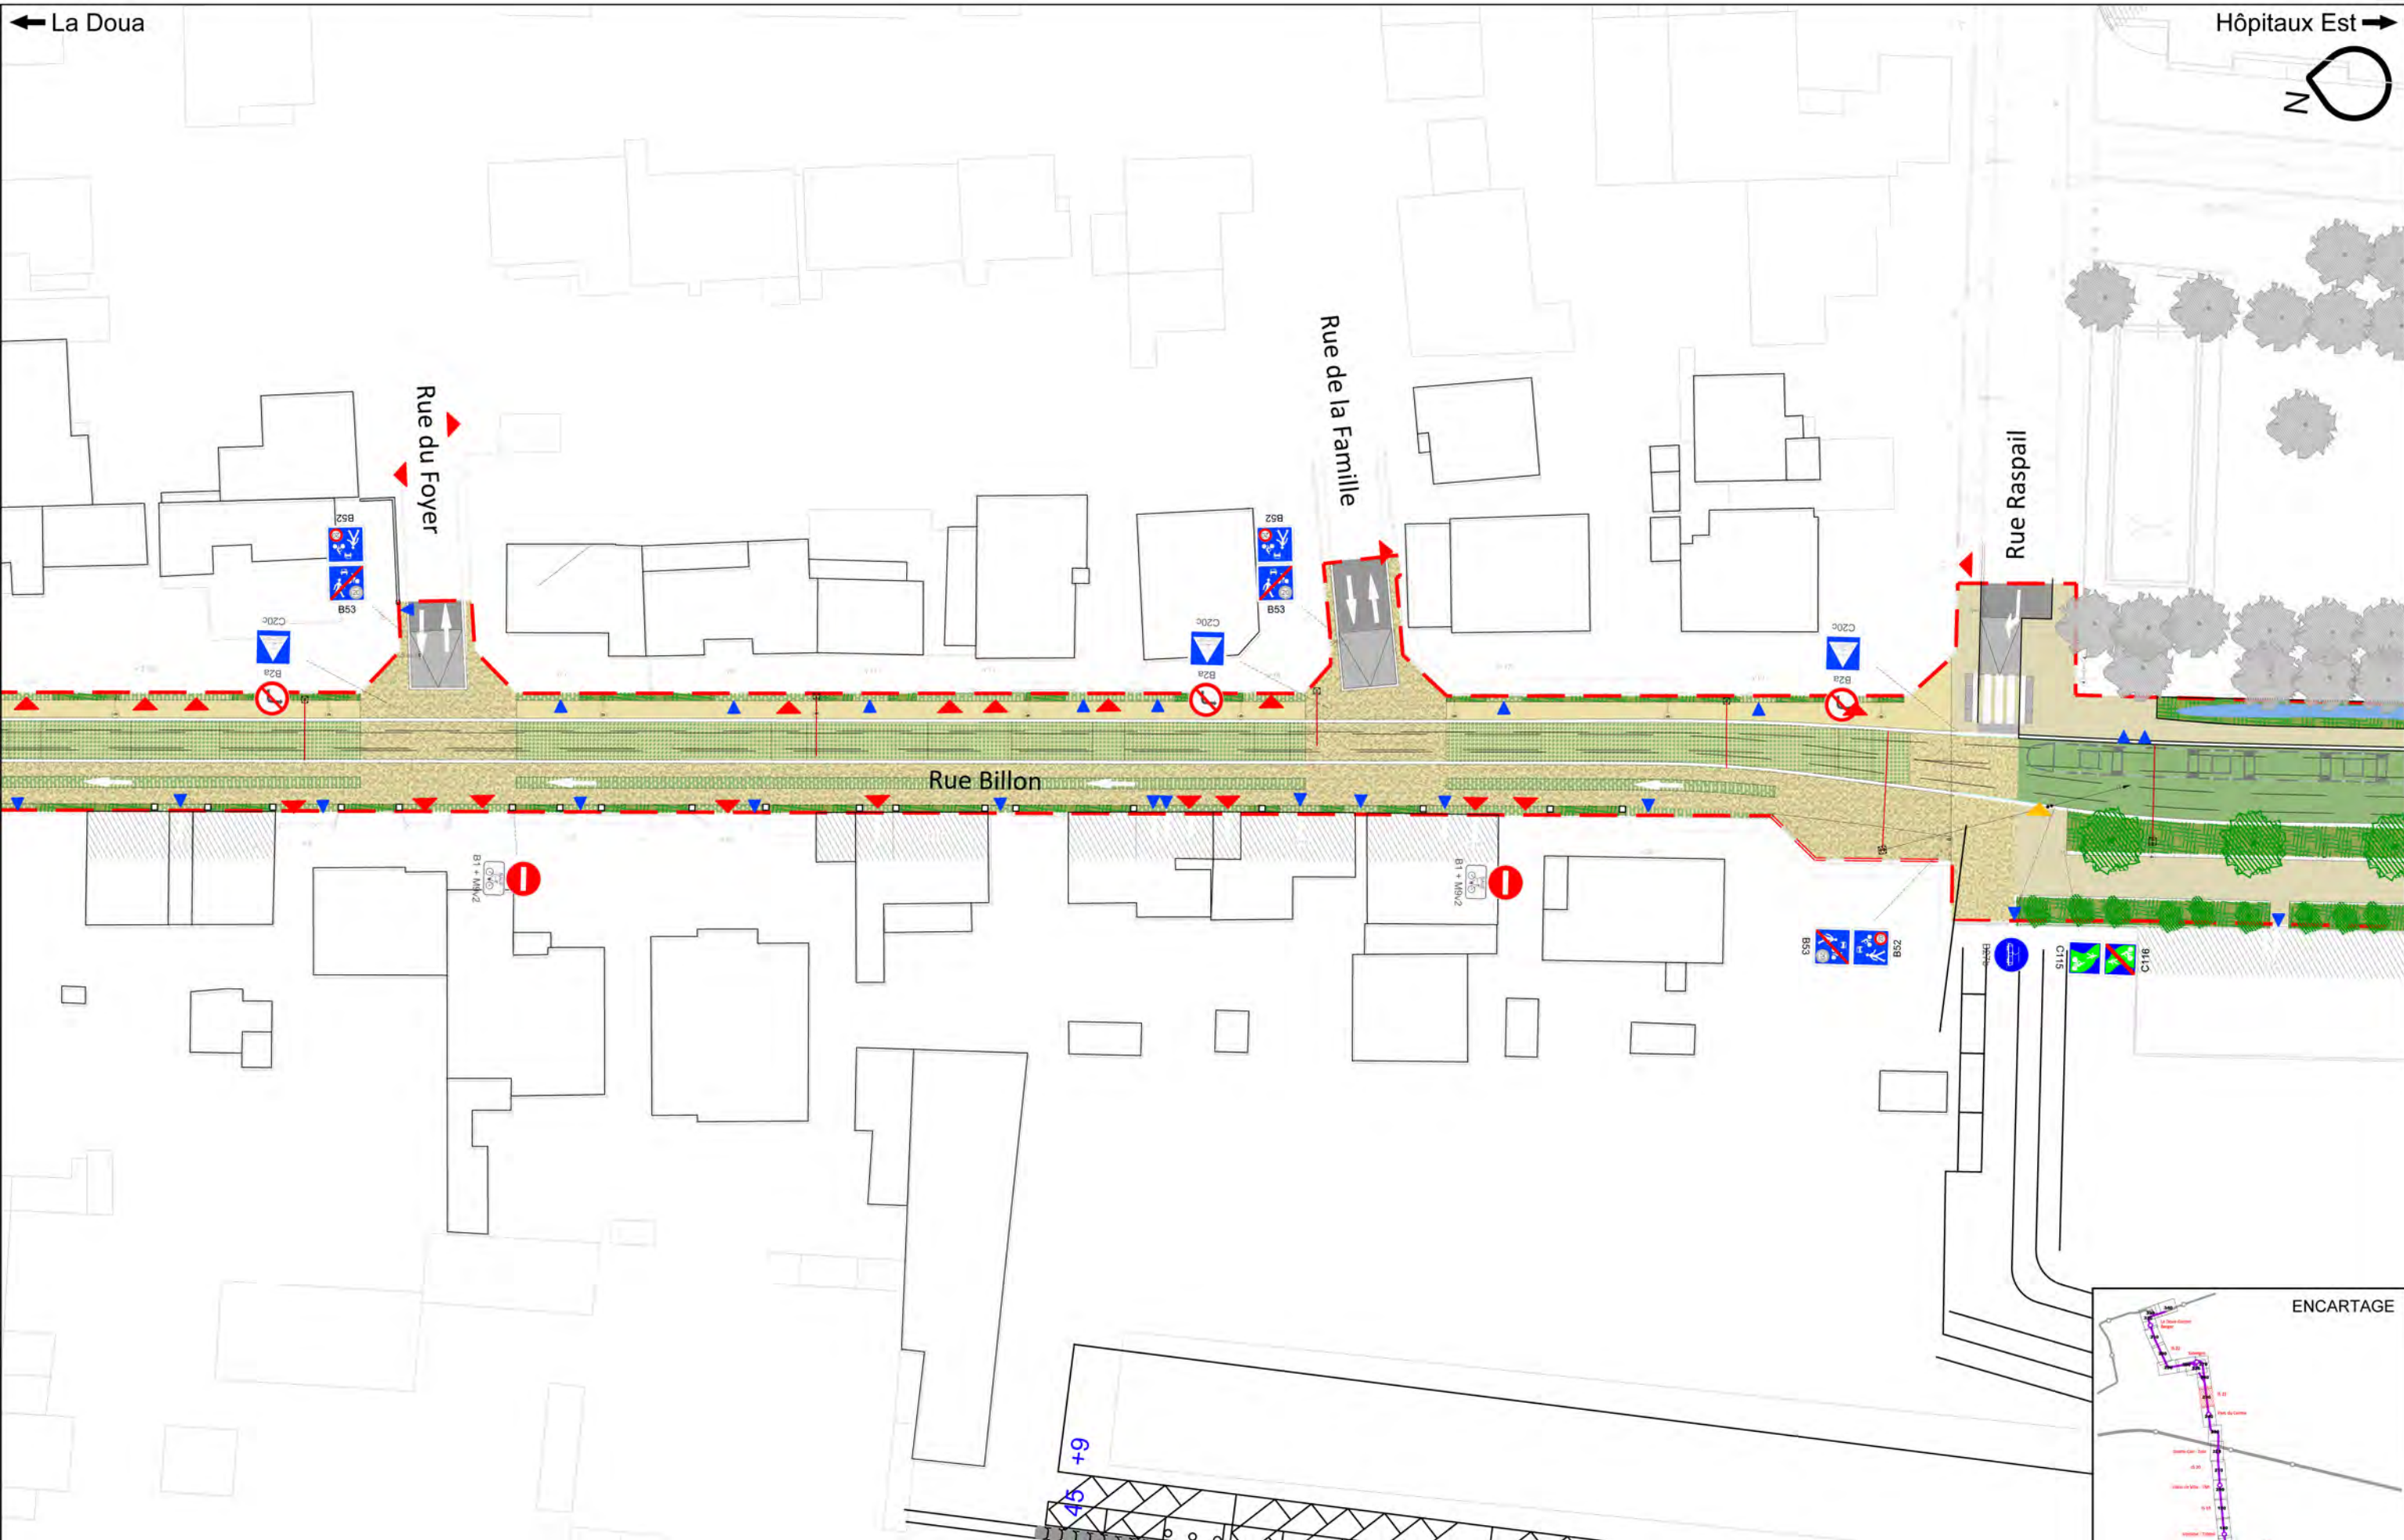 La Doua
Hôpitaux Est
N
Rue du Foyer
Rue de la Famille
Rue Raspail
B52
B53
C20c
B2a
B52
B53
C20c
B2a
C20c
B2a
Rue Billon
B1 + M9v2
B1 + M9v2
B53
B52
C115
C116
+9
45
ENCARTAGE